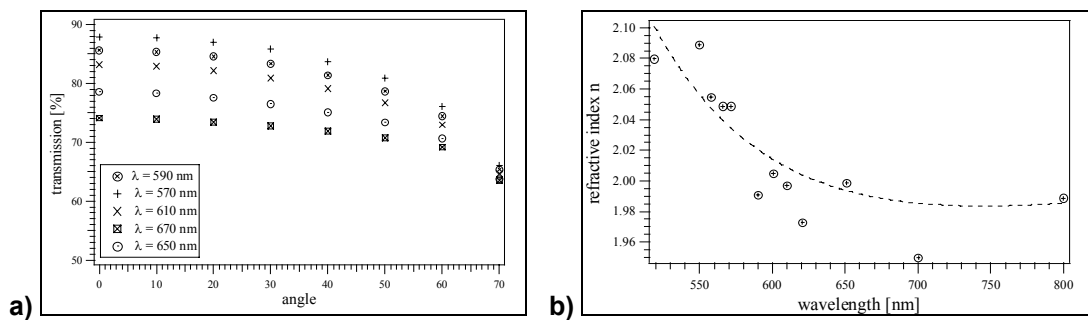 a)
transmission [%]
90
80
70
60
50
λ = 590 nm
λ = 570 nm
λ = 610 nm
λ = 670 nm
λ = 650 nm
0 10 20 30 40 50 60 70
angle
b)
refractive index n
2.10
2.08
2.06
2.04
2.02
2.00
1.98
1.96
550 600 650 700 750 800
wavelength [nm]